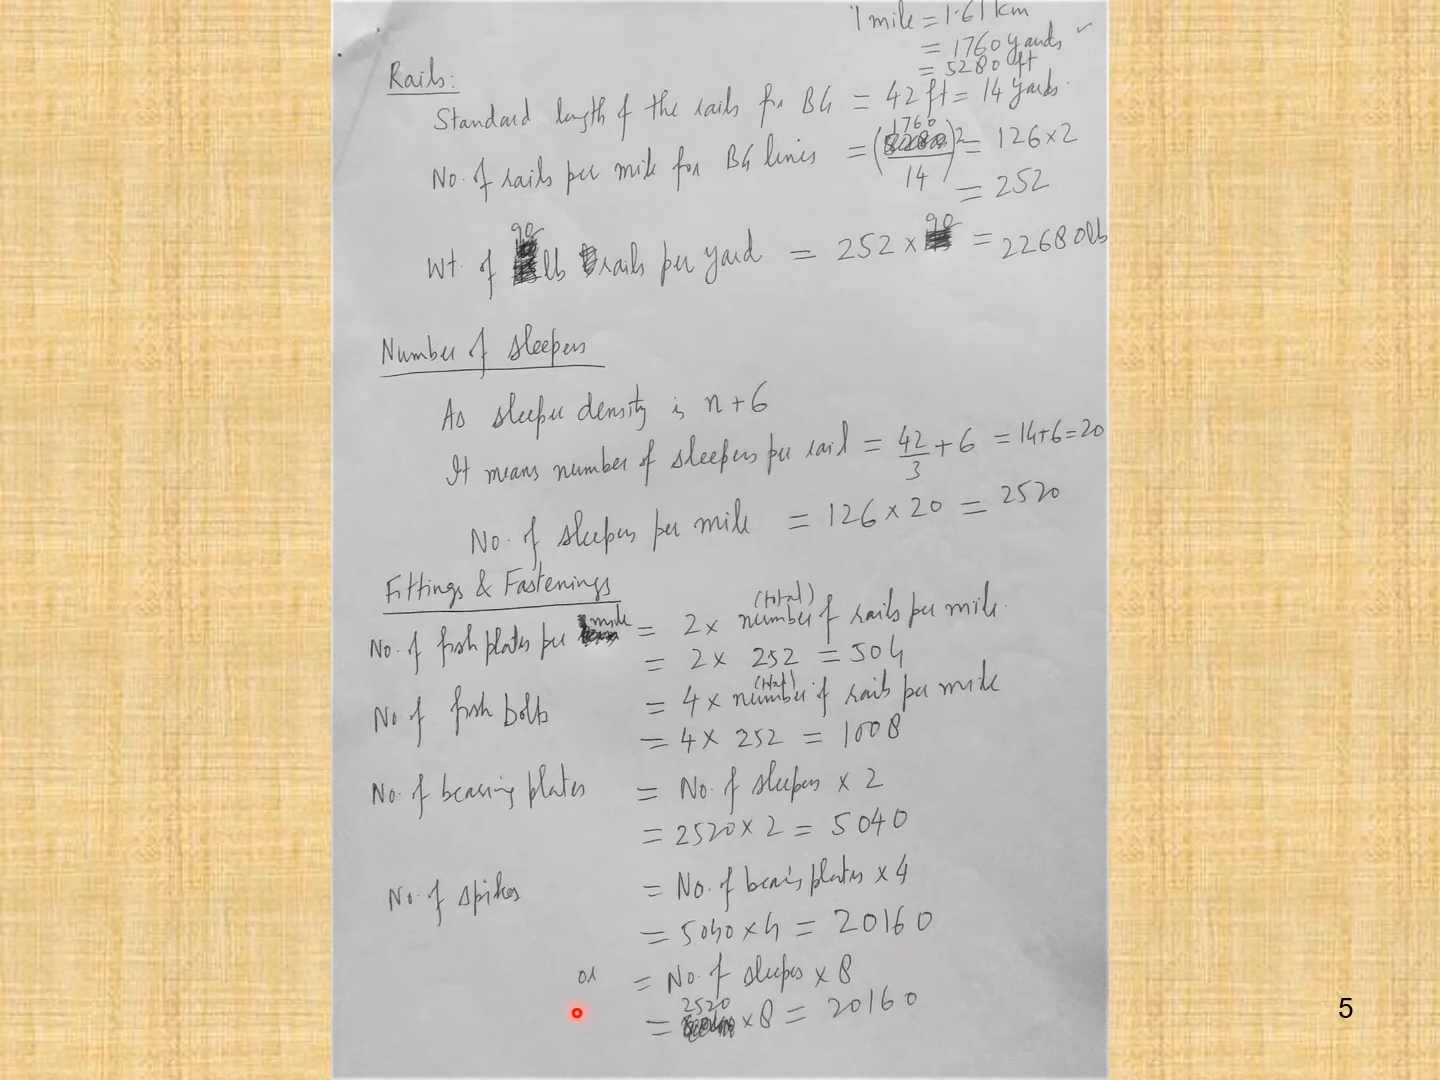 1 mile = 1.61 km
= 1760 yards ✓
= 5280 ft
Rails:
Standard length of the rails for BG = 42 ft = 14 yards.
No. of rails per mile for BG lines = (1760/14)2 = 126×2
= 252
Wt. of 90 lb rails per yard = 252 × 90 = 22680 lb
Number of sleepers
As sleeper density is n+6
It means number of sleepers per rail = 42/3 + 6 = 14+6=20
No. of sleepers per mile = 126 × 20 = 2520
Fittings & Fastenings
No. of fish plates per mile = 2× (total) number of rails per mile.
= 2× 252 = 504
No of fish bolts = 4 × (total) number of rails per mile
= 4× 252 = 1008
No. of bearing plates = No. of sleepers × 2
= 2520×2 = 5040
No. of spikes = No. of bearing plates ×4
= 5040×4 = 20160
or = No. of sleepers × 8
= 2520 ×8 = 20160
5